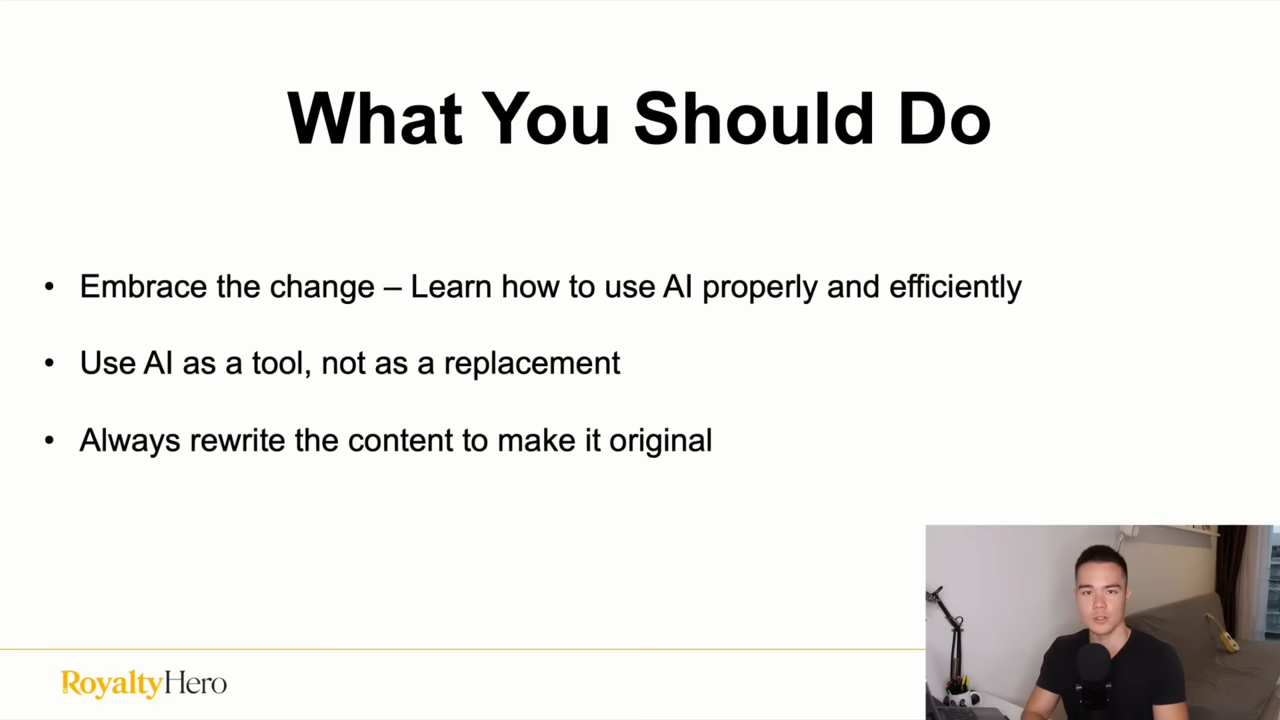 What You Should Do
• Embrace the change – Learn how to use AI properly and efficiently
• Use AI as a tool, not as a replacement
• Always rewrite the content to make it original
RoyaltyHero